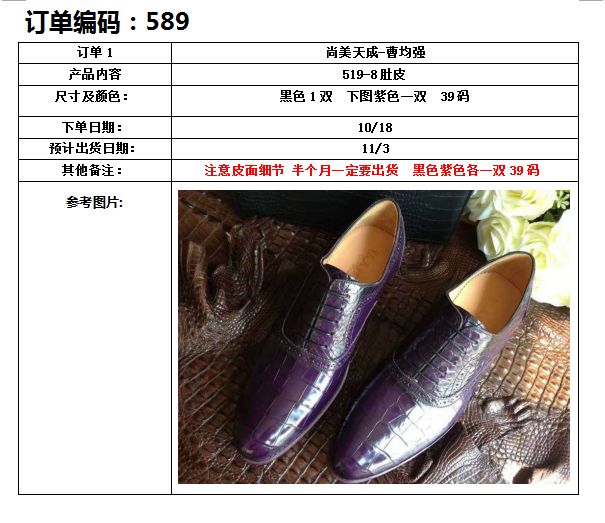 订单编码：589
订单 1 尚美天成-曹均强
产品内容 519-8 肚皮
尺寸及颜色： 黑色 1 双 下图紫色一双 39 码
下单日期： 10/18
预计出货日期： 11/3
其他备注： 注意皮面细节 半个月一定要出货 黑色紫色各一双 39 码
参考图片: